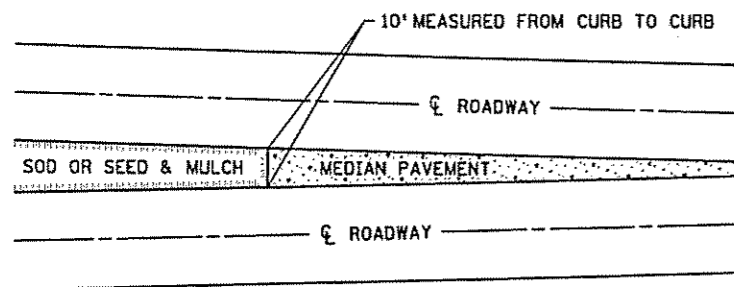 10' MEASURED FROM CURB TO CURB
℄ ROADWAY
SOD OR SEED & MULCH
MEDIAN PAVEMENT
℄ ROADWAY